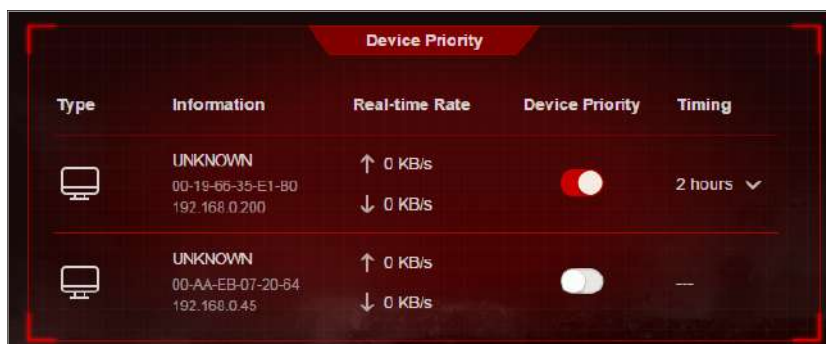 Device Priority
Type Information Real-time Rate Device Priority Timing
UNKNOWN
00-19-66-35-E1-B0
192.168.0.200
↑ 0 KB/s
↓ 0 KB/s
2 hours
UNKNOWN
00-AA-EB-07-20-64
192.168.0.45
↑ 0 KB/s
↓ 0 KB/s
---